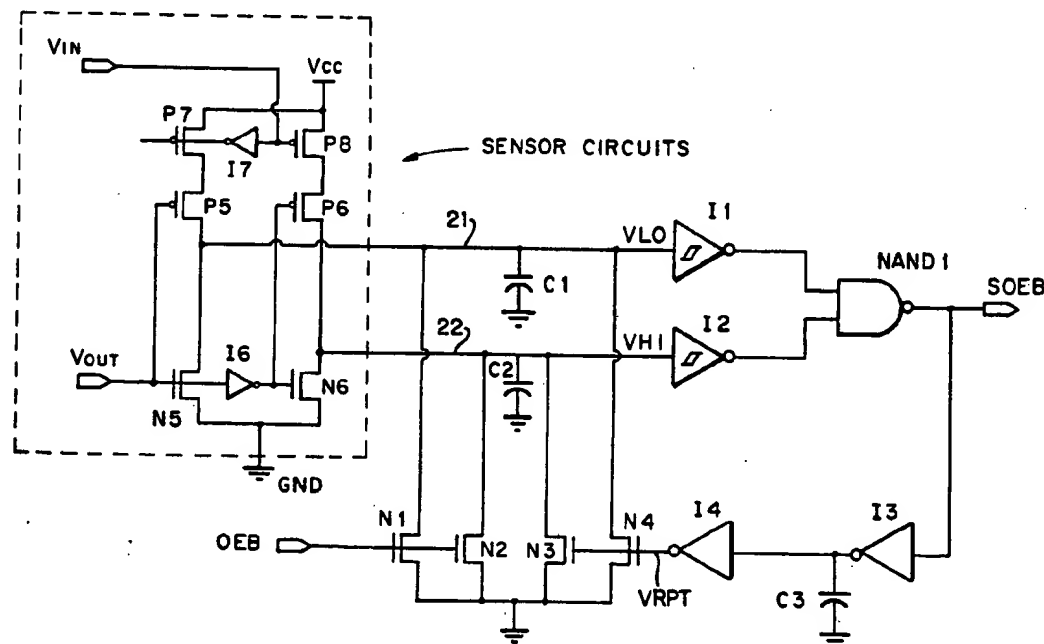 VIN
VCC
P7
I7
P8
SENSOR CIRCUITS
P5
P6
21
VLO
I1
C1
NAND1
SOEB
22
VHI
I2
C2
VOUT
I6
N5
N6
GND
OEB
N1
N2
N3
N4
I4
I3
VRPT
C3